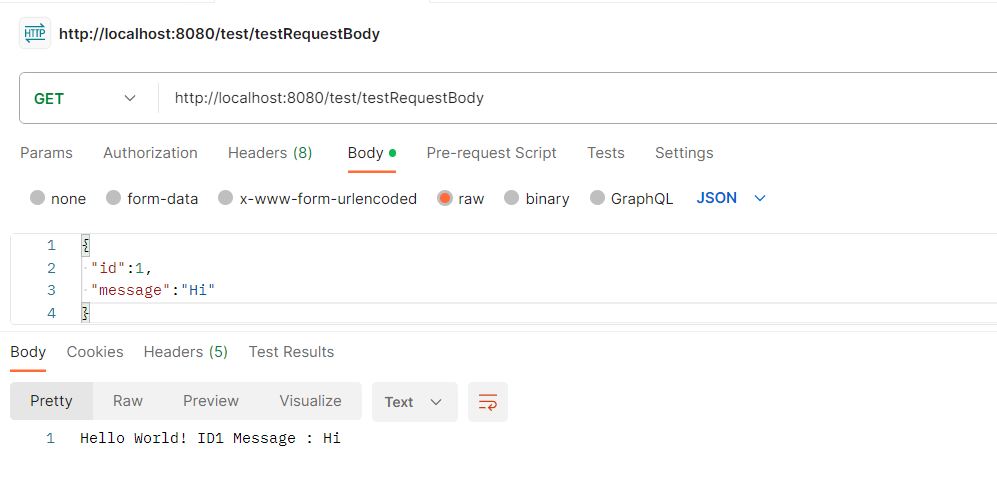 HTTP http://localhost:8080/test/testRequestBody
GET http://localhost:8080/test/testRequestBody
Params Authorization Headers (8) Body Pre-request Script Tests Settings
none form-data x-www-form-urlencoded raw binary GraphQL JSON
1 {
2 "id":1,
3 "message":"Hi"
4 }
Body Cookies Headers (5) Test Results
Pretty Raw Preview Visualize Text
1 Hello World! ID1 Message : Hi